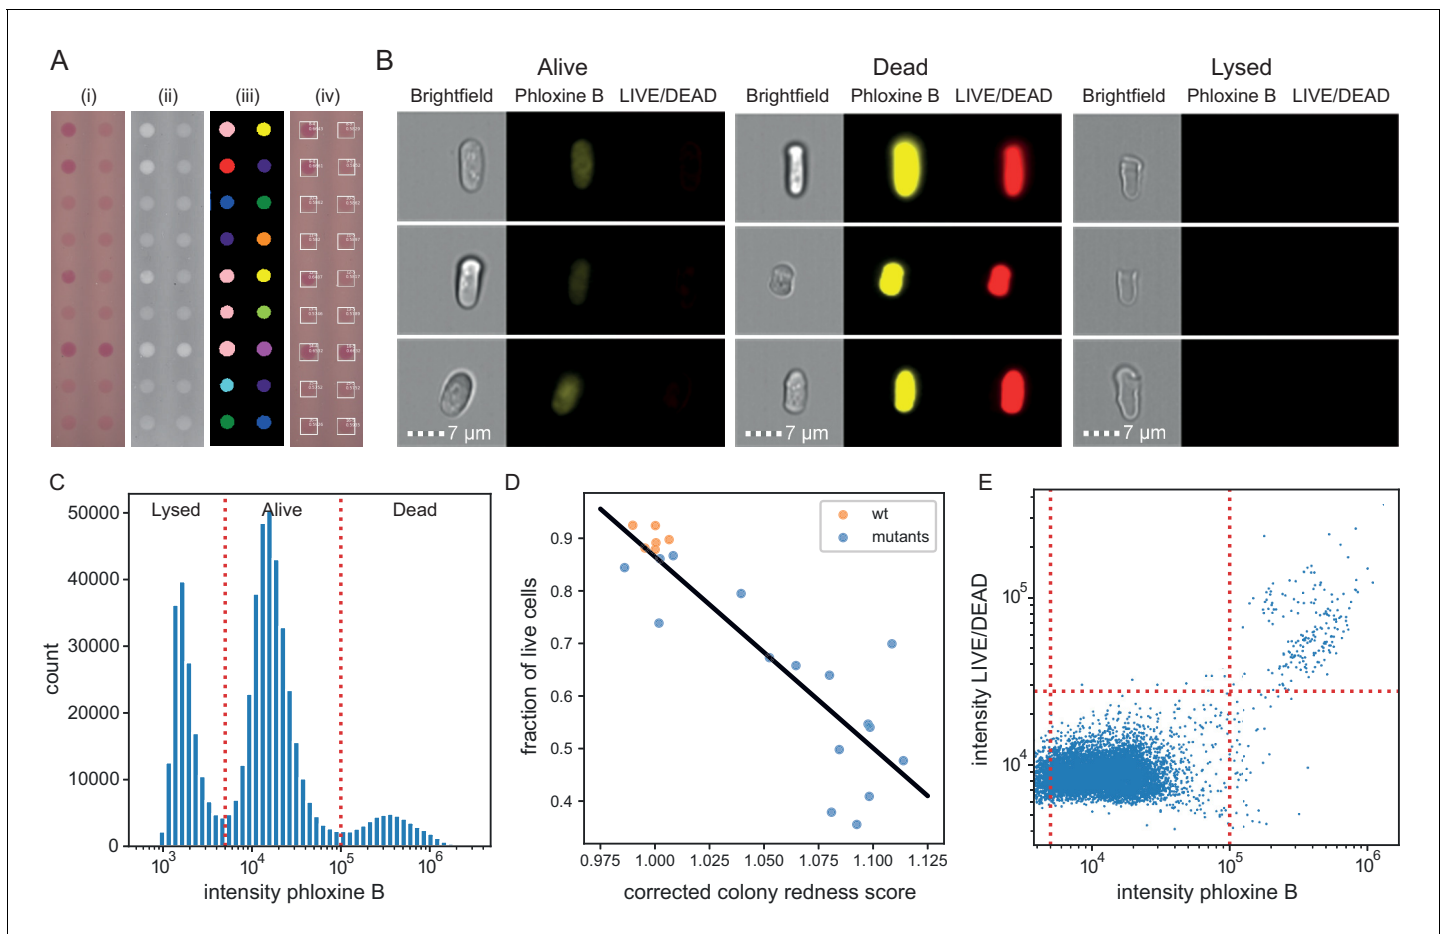 A
(i) (ii) (iii) (iv)
B
Alive Dead Lysed
Brightfield Phloxine B LIVE/DEAD Brightfield Phloxine B LIVE/DEAD Brightfield Phloxine B LIVE/DEAD
7 µm 7 µm 7 µm
C
Lysed Alive Dead
50000
40000
30000
20000
10000
0
count
10³ 10⁴ 10⁵ 10⁶
intensity phloxine B
D
wt
mutants
0.9
0.8
0.7
0.6
0.5
0.4
fraction of live cells
0.975 1.000 1.025 1.050 1.075 1.100 1.125
corrected colony redness score
E
10⁵
10⁴
intensity LIVE/DEAD
10⁴ 10⁵ 10⁶
intensity phloxine B